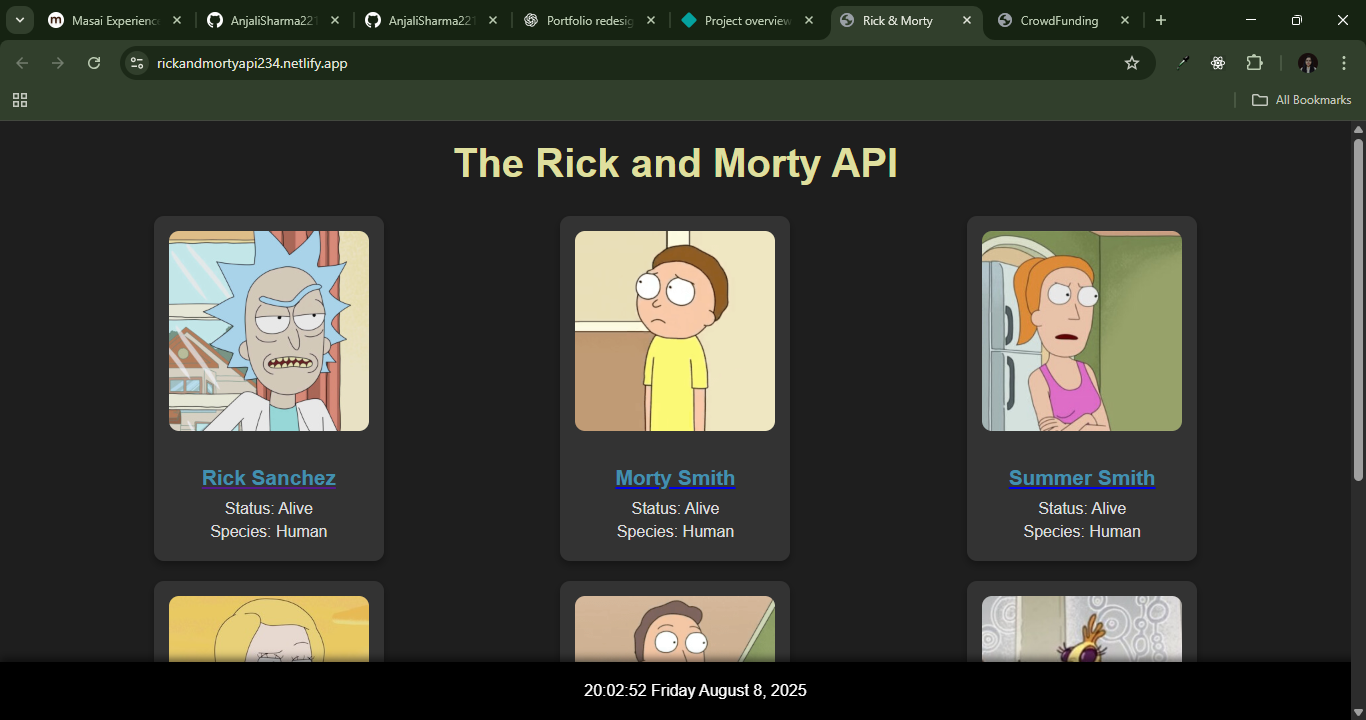 Masai Experience
AnjaliSharma221
AnjaliSharma221
Portfolio redesig
Project overview
Rick & Morty
CrowdFunding
rickandmortyapi234.netlify.app
All Bookmarks
The Rick and Morty API
Rick Sanchez
Status: Alive
Species: Human
Morty Smith
Status: Alive
Species: Human
Summer Smith
Status: Alive
Species: Human
20:02:52 Friday August 8, 2025